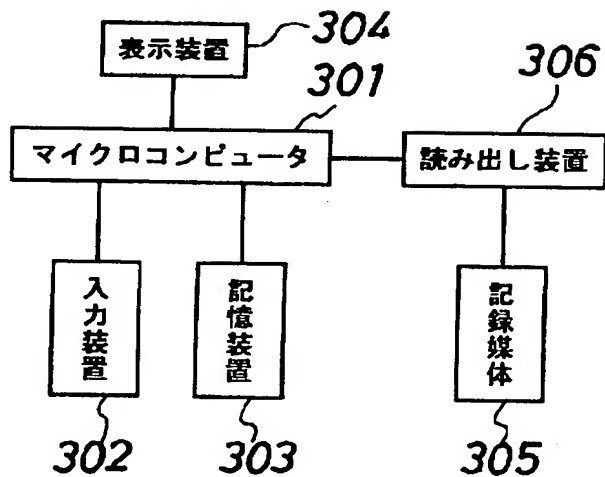 304
表示装置
301
306
マイクロコンピュータ
読み出し装置
入力装置
記憶装置
記録媒体
302
303
305